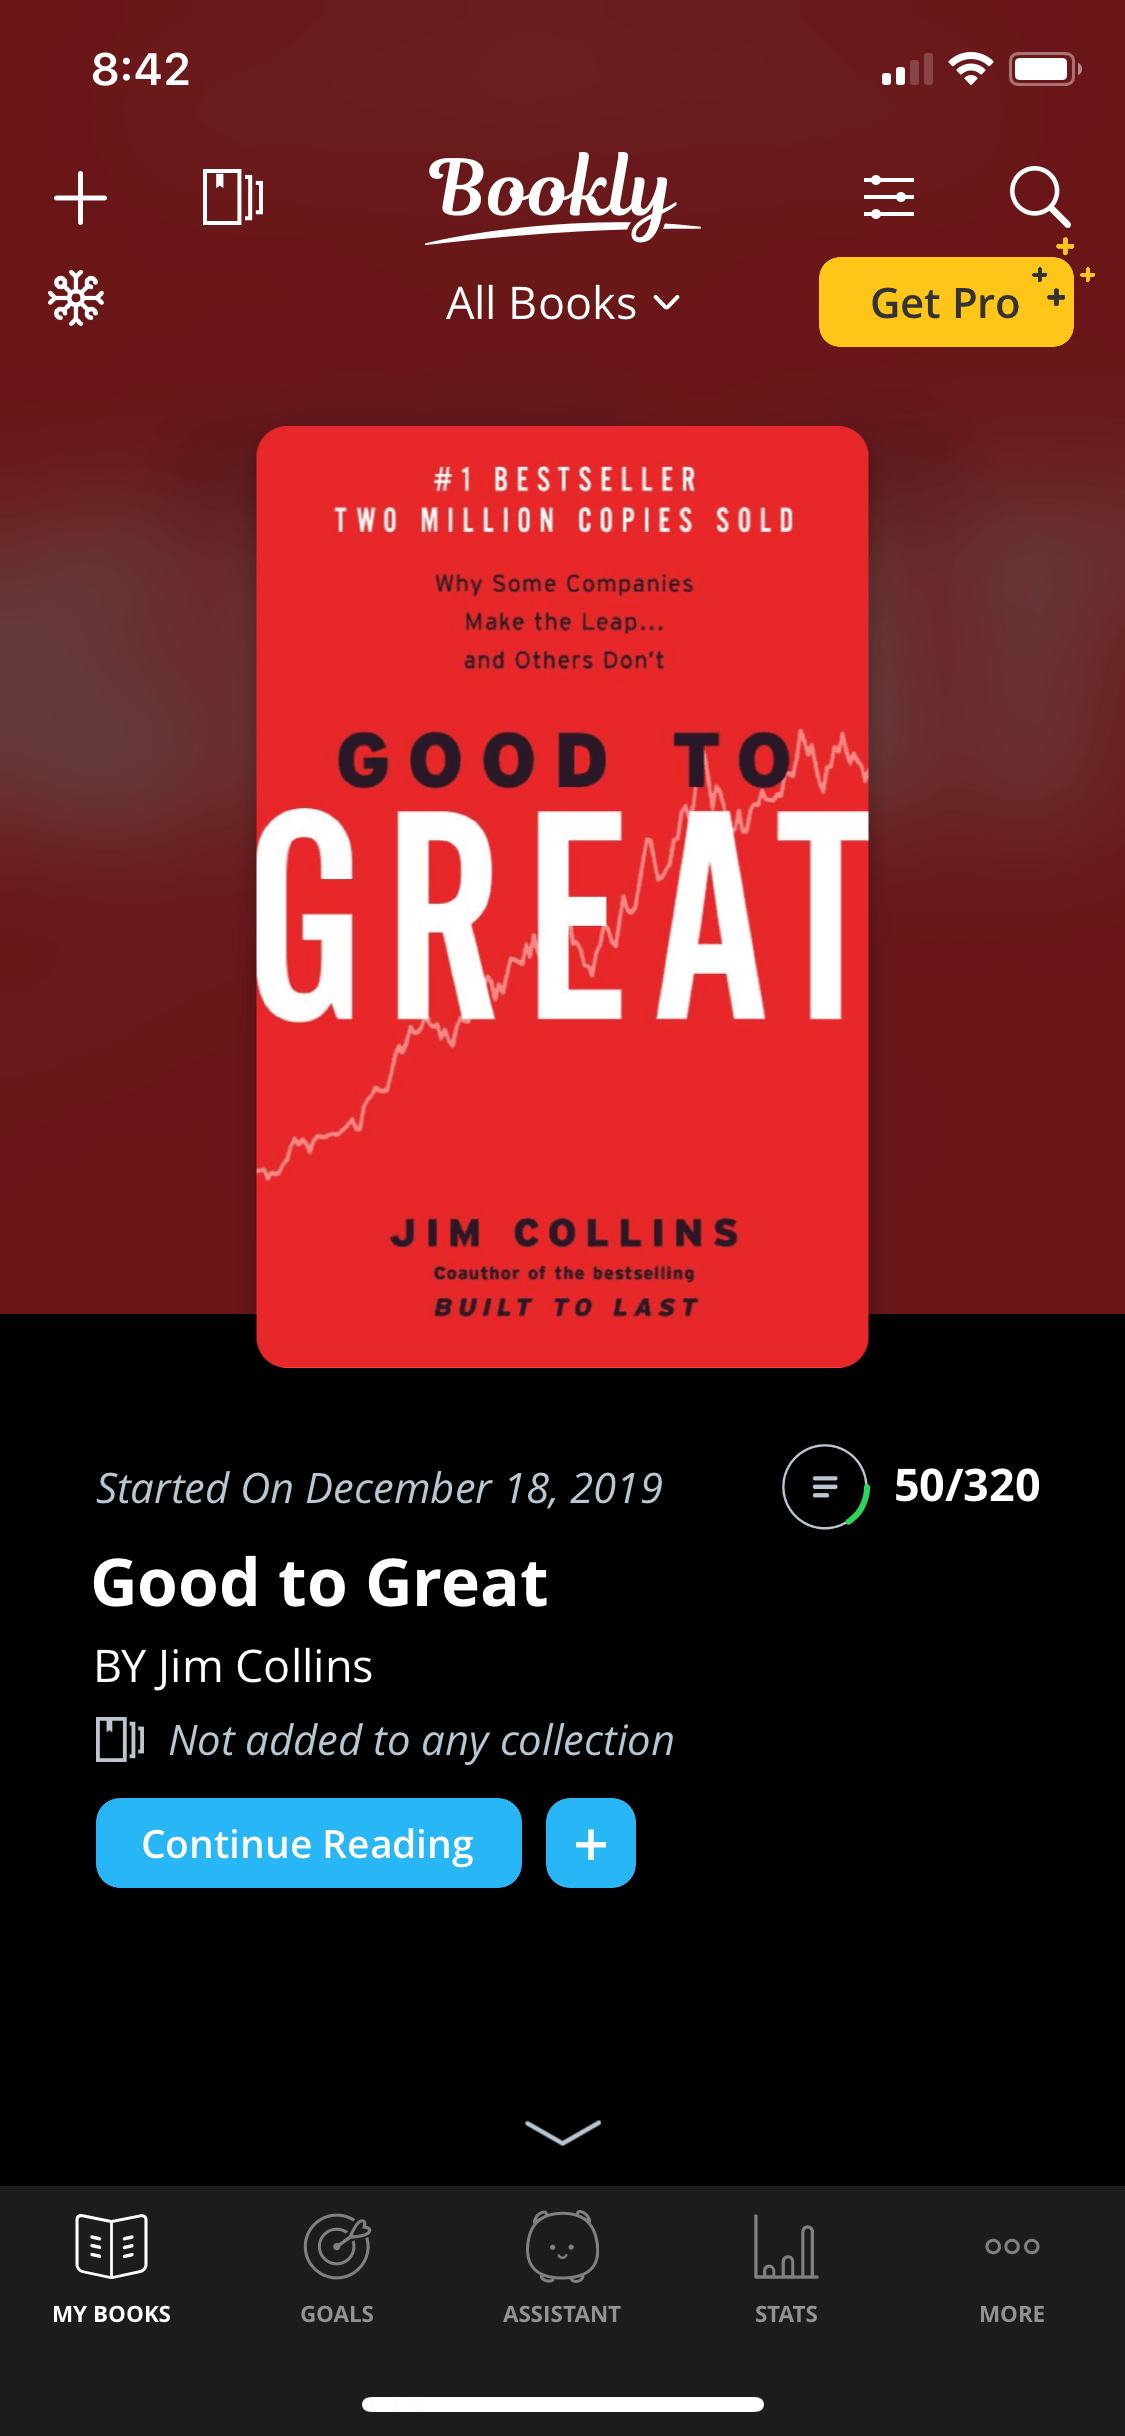 8:42
Bookly
All Books
Get Pro
#1 BESTSELLER
TWO MILLION COPIES SOLD
Why Some Companies
Make the Leap...
and Others Don't
GOOD TO
GREAT
JIM COLLINS
Coauthor of the bestselling
BUILT TO LAST
Started On December 18, 2019
50/320
Good to Great
BY Jim Collins
Not added to any collection
Continue Reading
+
MY BOOKS
GOALS
ASSISTANT
STATS
MORE